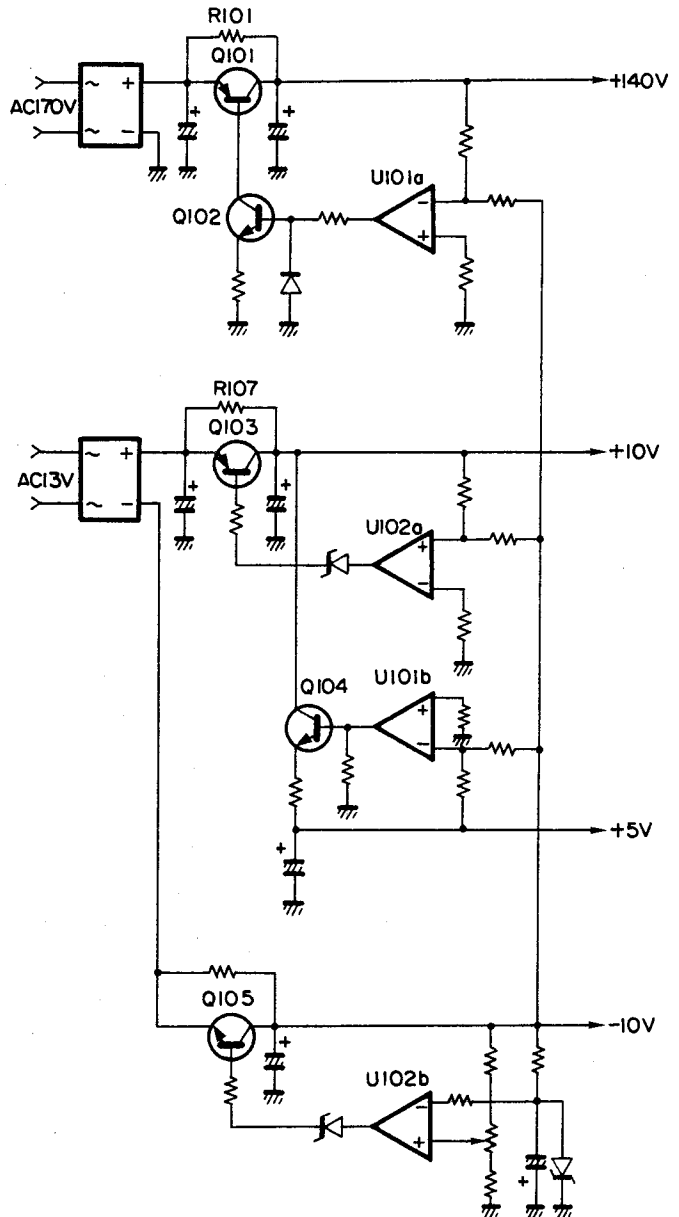 R101
Q101
~ +
+140V
AC170V
+ +
~ -
U101a
-
Q102
+
R107
Q103
~ +
+10V
AC13V
+ +
~ -
U102a
+
-
Q104
U101b
+
-
+5V
+
Q105
-10V
+
U102b
-
+
+